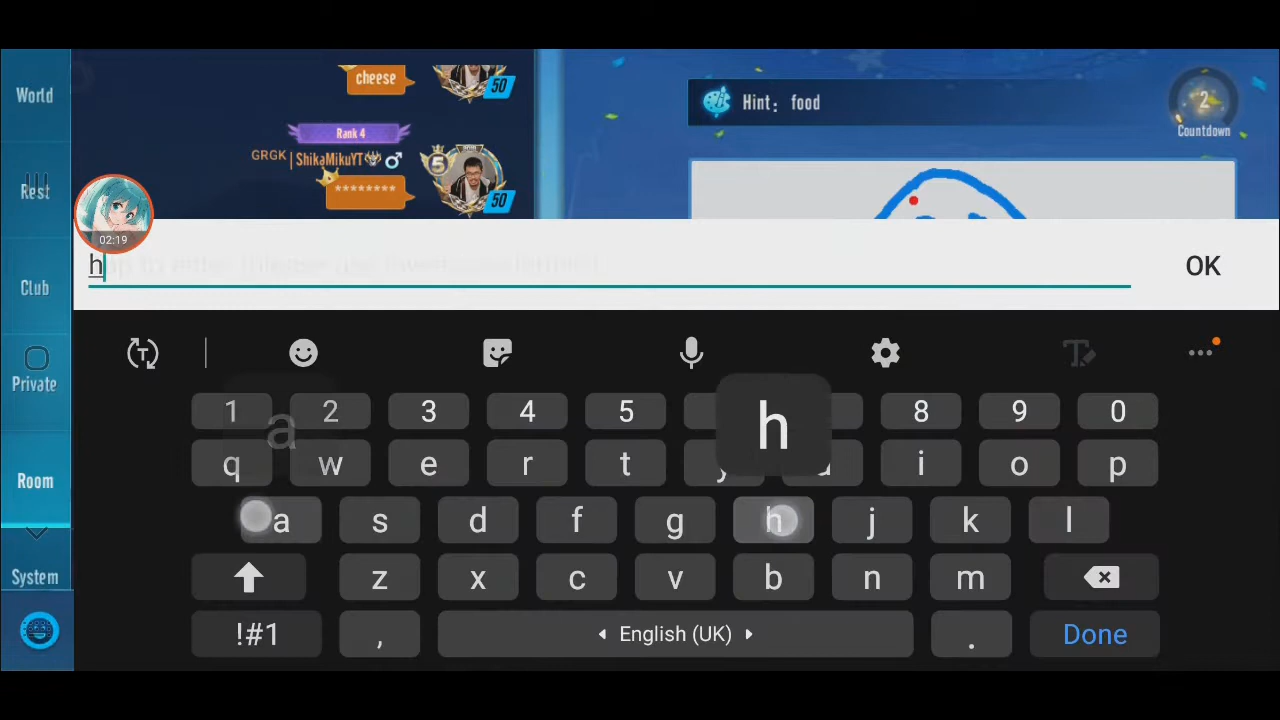 World
Rest
Club
Private
Room
System
cheese
50
Rank 4
GRGK | ShikaMikuYT
5
********
50
Hint: food
2
Countdown
02:19
h
OK
1 2 3 4 5 8 9 0
q w e r t y i o p
a s d f g h j k l
z x c v b n m
!#1 , English (UK) . Done
a
h